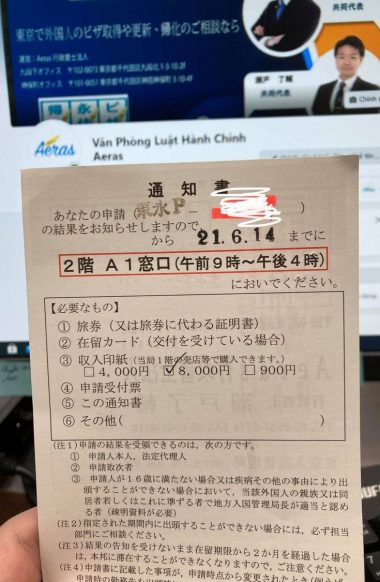 東京で外国人のビザ取得や更新・帰化のご相談なら
運営：Aeras 行政書士法人
共同代表
瀬戸 丁輔
共同代表
Aeras
Văn Phòng Luật Hành Chính
Aeras
通知書
あなたの申請（東永P－ ）
の結果をお知らせしますので
から 21.6.14 までに
2階 A1窓口(午前9時～午後4時)
においでください。
【必要なもの】
① 旅券（又は旅券に代わる証明書）
② 在留カード（交付を受けている場合）
③ 収入印紙（当局1階の売店等で購入できます。）
□ 4,000円 ☑ 8,000円 □ 900円
④ 申請受付票
⑤ この通知書
⑥ その他( )
(注1)申請の結果を受領できるのは、次の方です。
① 申請人本人、法定代理人
② 申請取次者
③ 申請人が16歳に満たない場合又は疾病その他の事由により出
頭することができない場合において、当該外国人の親族又は同
居者若しくはこれに準ずる者で地方入国管理局長が適当と認め
る者（疎明資料が必要）
(注2)指定された期間内に出頭することができない場合には、必ず担当
部門にご相談ください。
(注3)結果の告知を受けないまま在留期限から2か月を経過した場合
は、本邦に滞在することができなくなりますので、ご注意ください。
(注4)申請書に記載した事項が、申請時点から変更されたとき